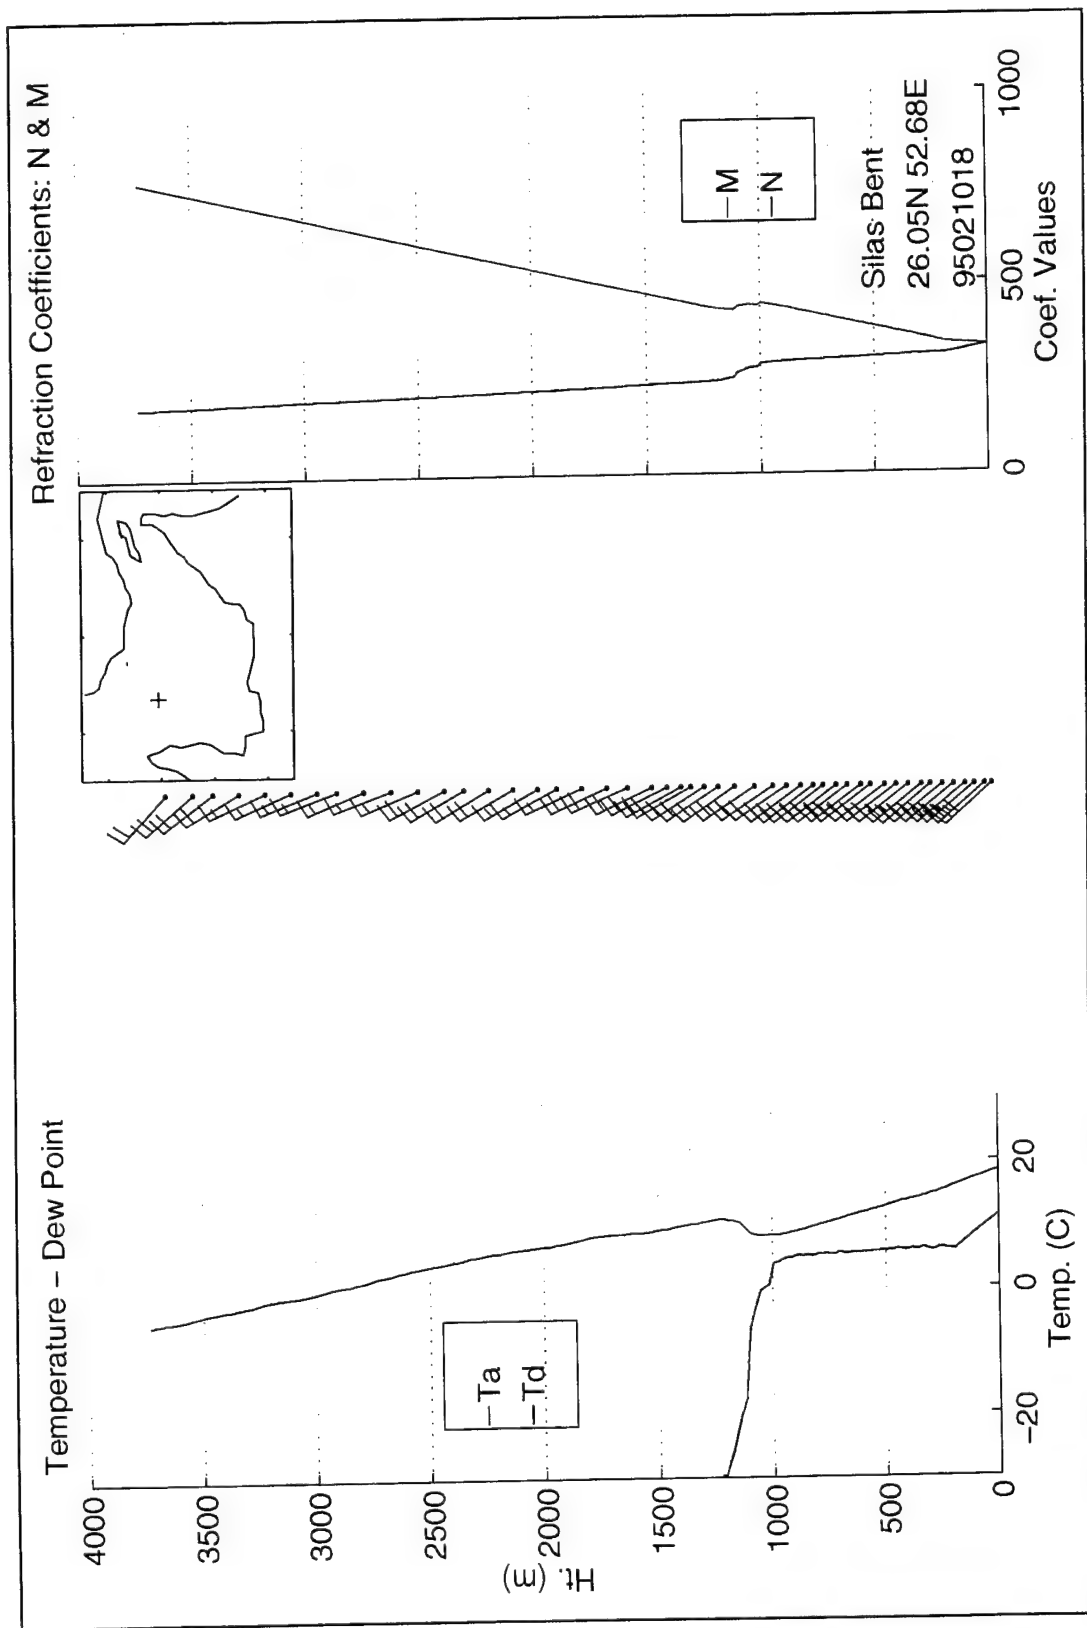 Temperature – Dew Point
4000
3500
3000
2500
2000
1500
1000
500
0
Ht. (m)
–20
0
20
Temp. (C)
—Ta
—Td
Refraction Coefficients: N & M
—M
—N
Silas Bent
26.05N 52.68E
95021018
0
500
1000
Coef. Values